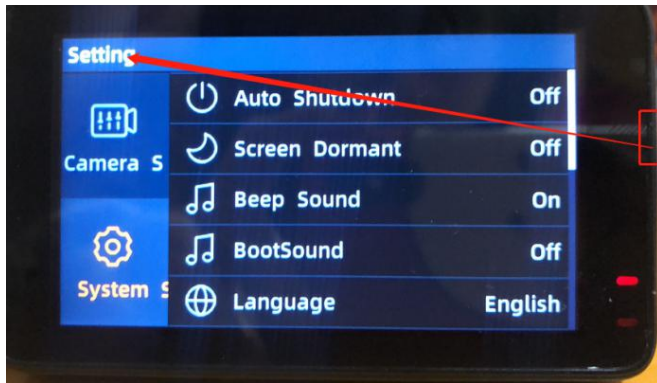 Setting
Camera S
System S
Auto Shutdown Off
Screen Dormant Off
Beep Sound On
BootSound Off
Language English